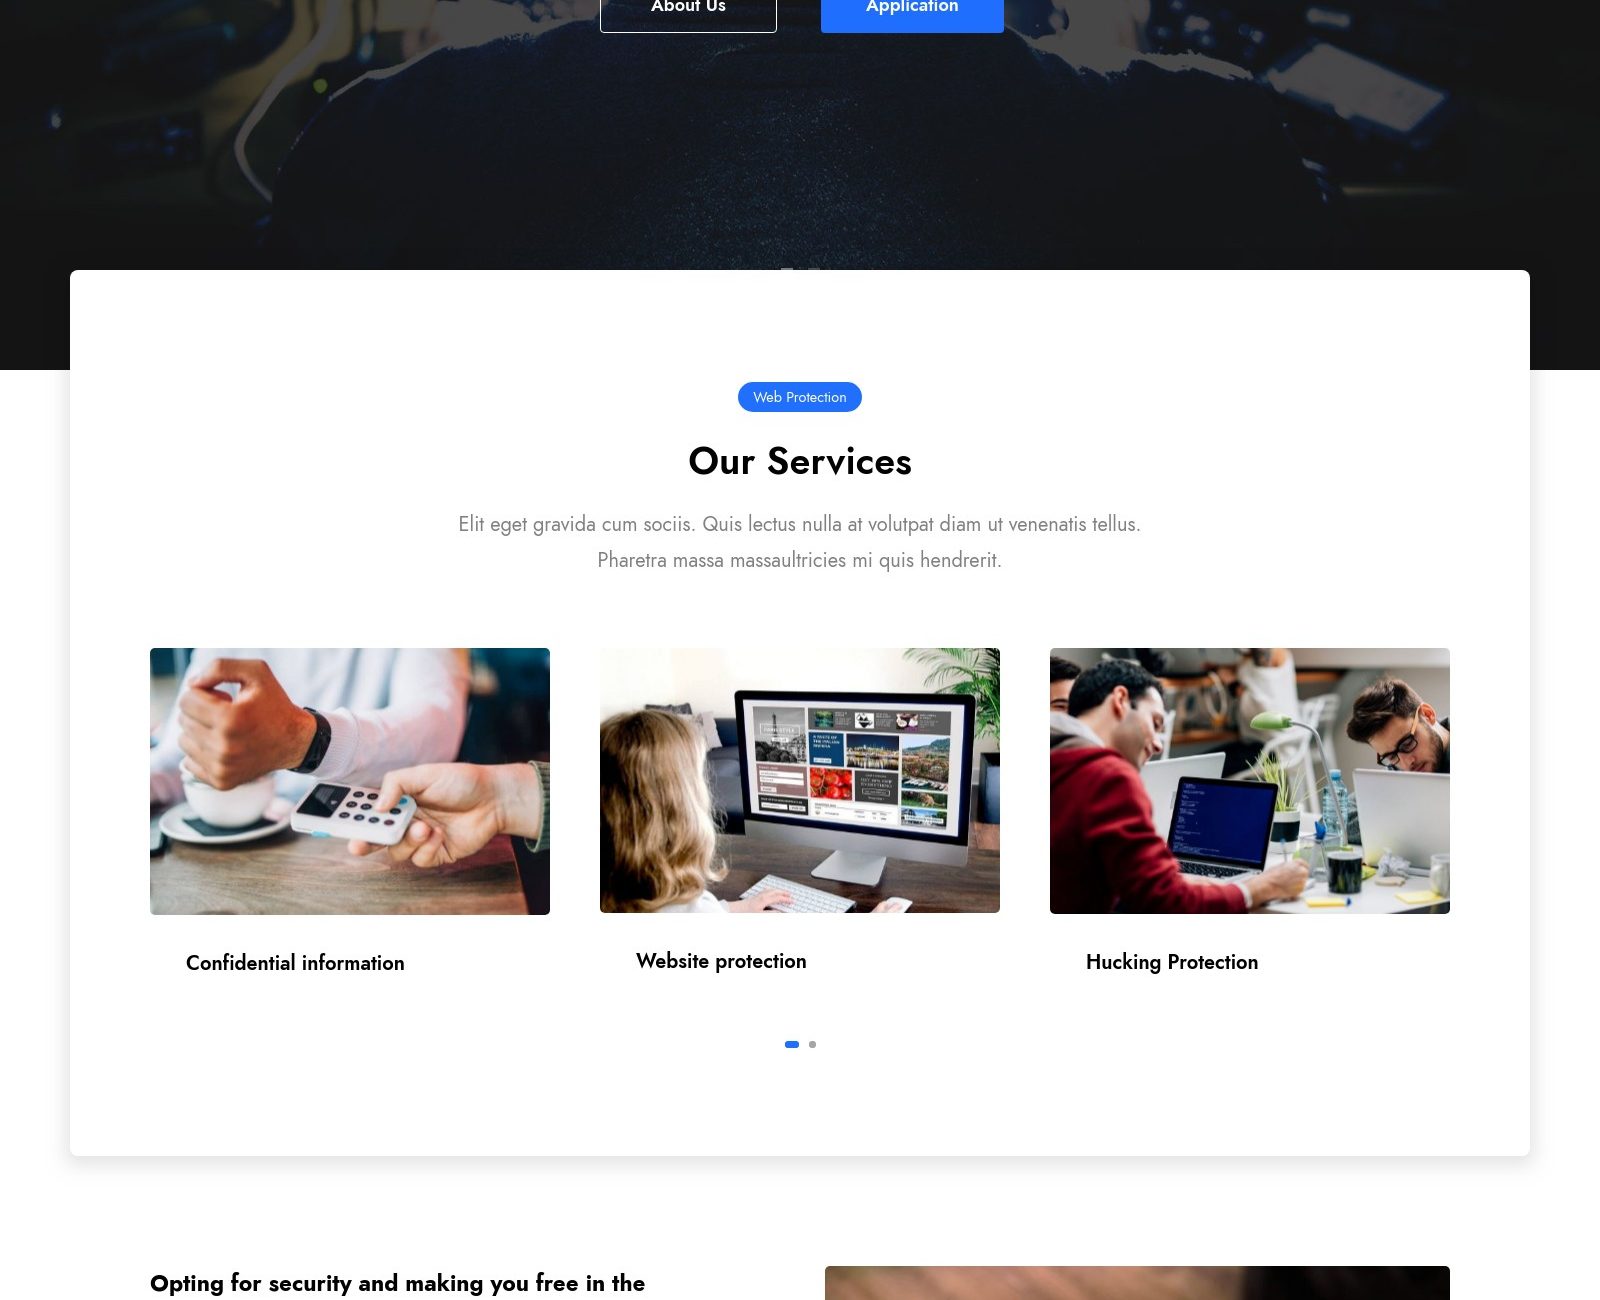 About Us
Application
Web Protection
Our Services
Elit eget gravida cum sociis. Quis lectus nulla at volutpat diam ut venenatis tellus.
Pharetra massa massaultricies mi quis hendrerit.
Confidential information
Website protection
Hucking Protection
Opting for security and making you free in the